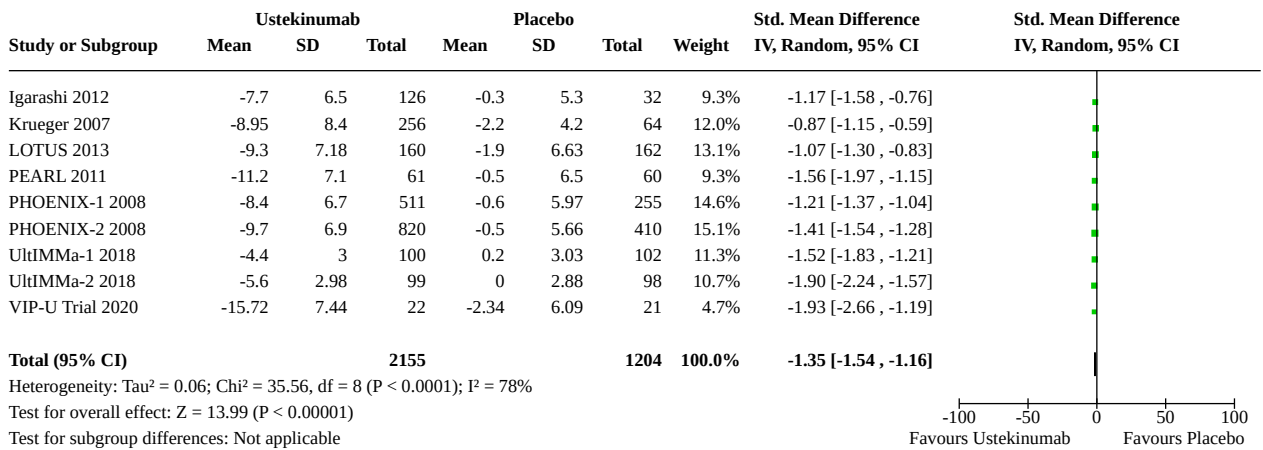 Ustekinumab Placebo Std. Mean Difference Std. Mean Difference
Study or Subgroup Mean SD Total Mean SD Total Weight IV, Random, 95% CI IV, Random, 95% CI
Igarashi 2012 -7.7 6.5 126 -0.3 5.3 32 9.3% -1.17 [-1.58 , -0.76]
Krueger 2007 -8.95 8.4 256 -2.2 4.2 64 12.0% -0.87 [-1.15 , -0.59]
LOTUS 2013 -9.3 7.18 160 -1.9 6.63 162 13.1% -1.07 [-1.30 , -0.83]
PEARL 2011 -11.2 7.1 61 -0.5 6.5 60 9.3% -1.56 [-1.97 , -1.15]
PHOENIX-1 2008 -8.4 6.7 511 -0.6 5.97 255 14.6% -1.21 [-1.37 , -1.04]
PHOENIX-2 2008 -9.7 6.9 820 -0.5 5.66 410 15.1% -1.41 [-1.54 , -1.28]
UltIMMa-1 2018 -4.4 3 100 0.2 3.03 102 11.3% -1.52 [-1.83 , -1.21]
UltIMMa-2 2018 -5.6 2.98 99 0 2.88 98 10.7% -1.90 [-2.24 , -1.57]
VIP-U Trial 2020 -15.72 7.44 22 -2.34 6.09 21 4.7% -1.93 [-2.66 , -1.19]
Total (95% CI) 2155 1204 100.0% -1.35 [-1.54 , -1.16]
Heterogeneity: Tau² = 0.06; Chi² = 35.56, df = 8 (P < 0.0001); I² = 78%
Test for overall effect: Z = 13.99 (P < 0.00001)
-100 -50 0 50 100
Test for subgroup differences: Not applicable
Favours Ustekinumab Favours Placebo